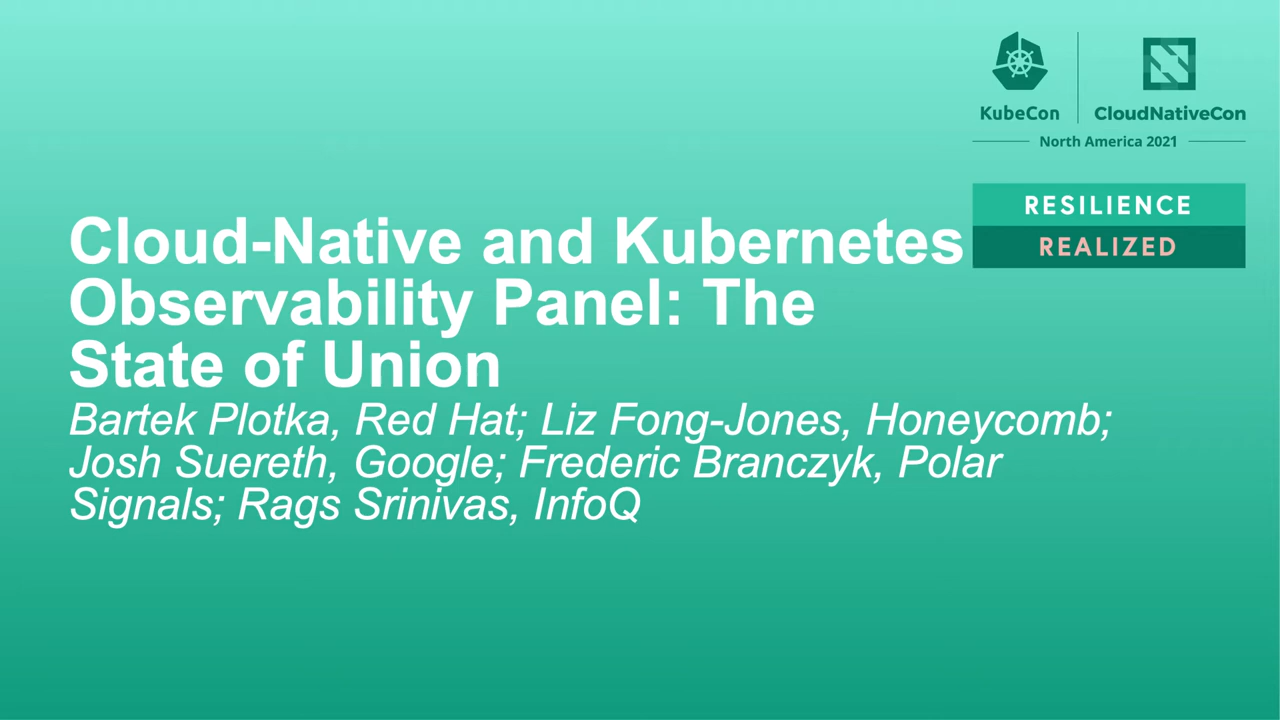 KubeCon
CloudNativeCon
North America 2021
RESILIENCE
REALIZED
Cloud-Native and Kubernetes
Observability Panel: The
State of Union
Bartek Plotka, Red Hat; Liz Fong-Jones, Honeycomb;
Josh Suereth, Google; Frederic Branczyk, Polar
Signals; Rags Srinivas, InfoQ